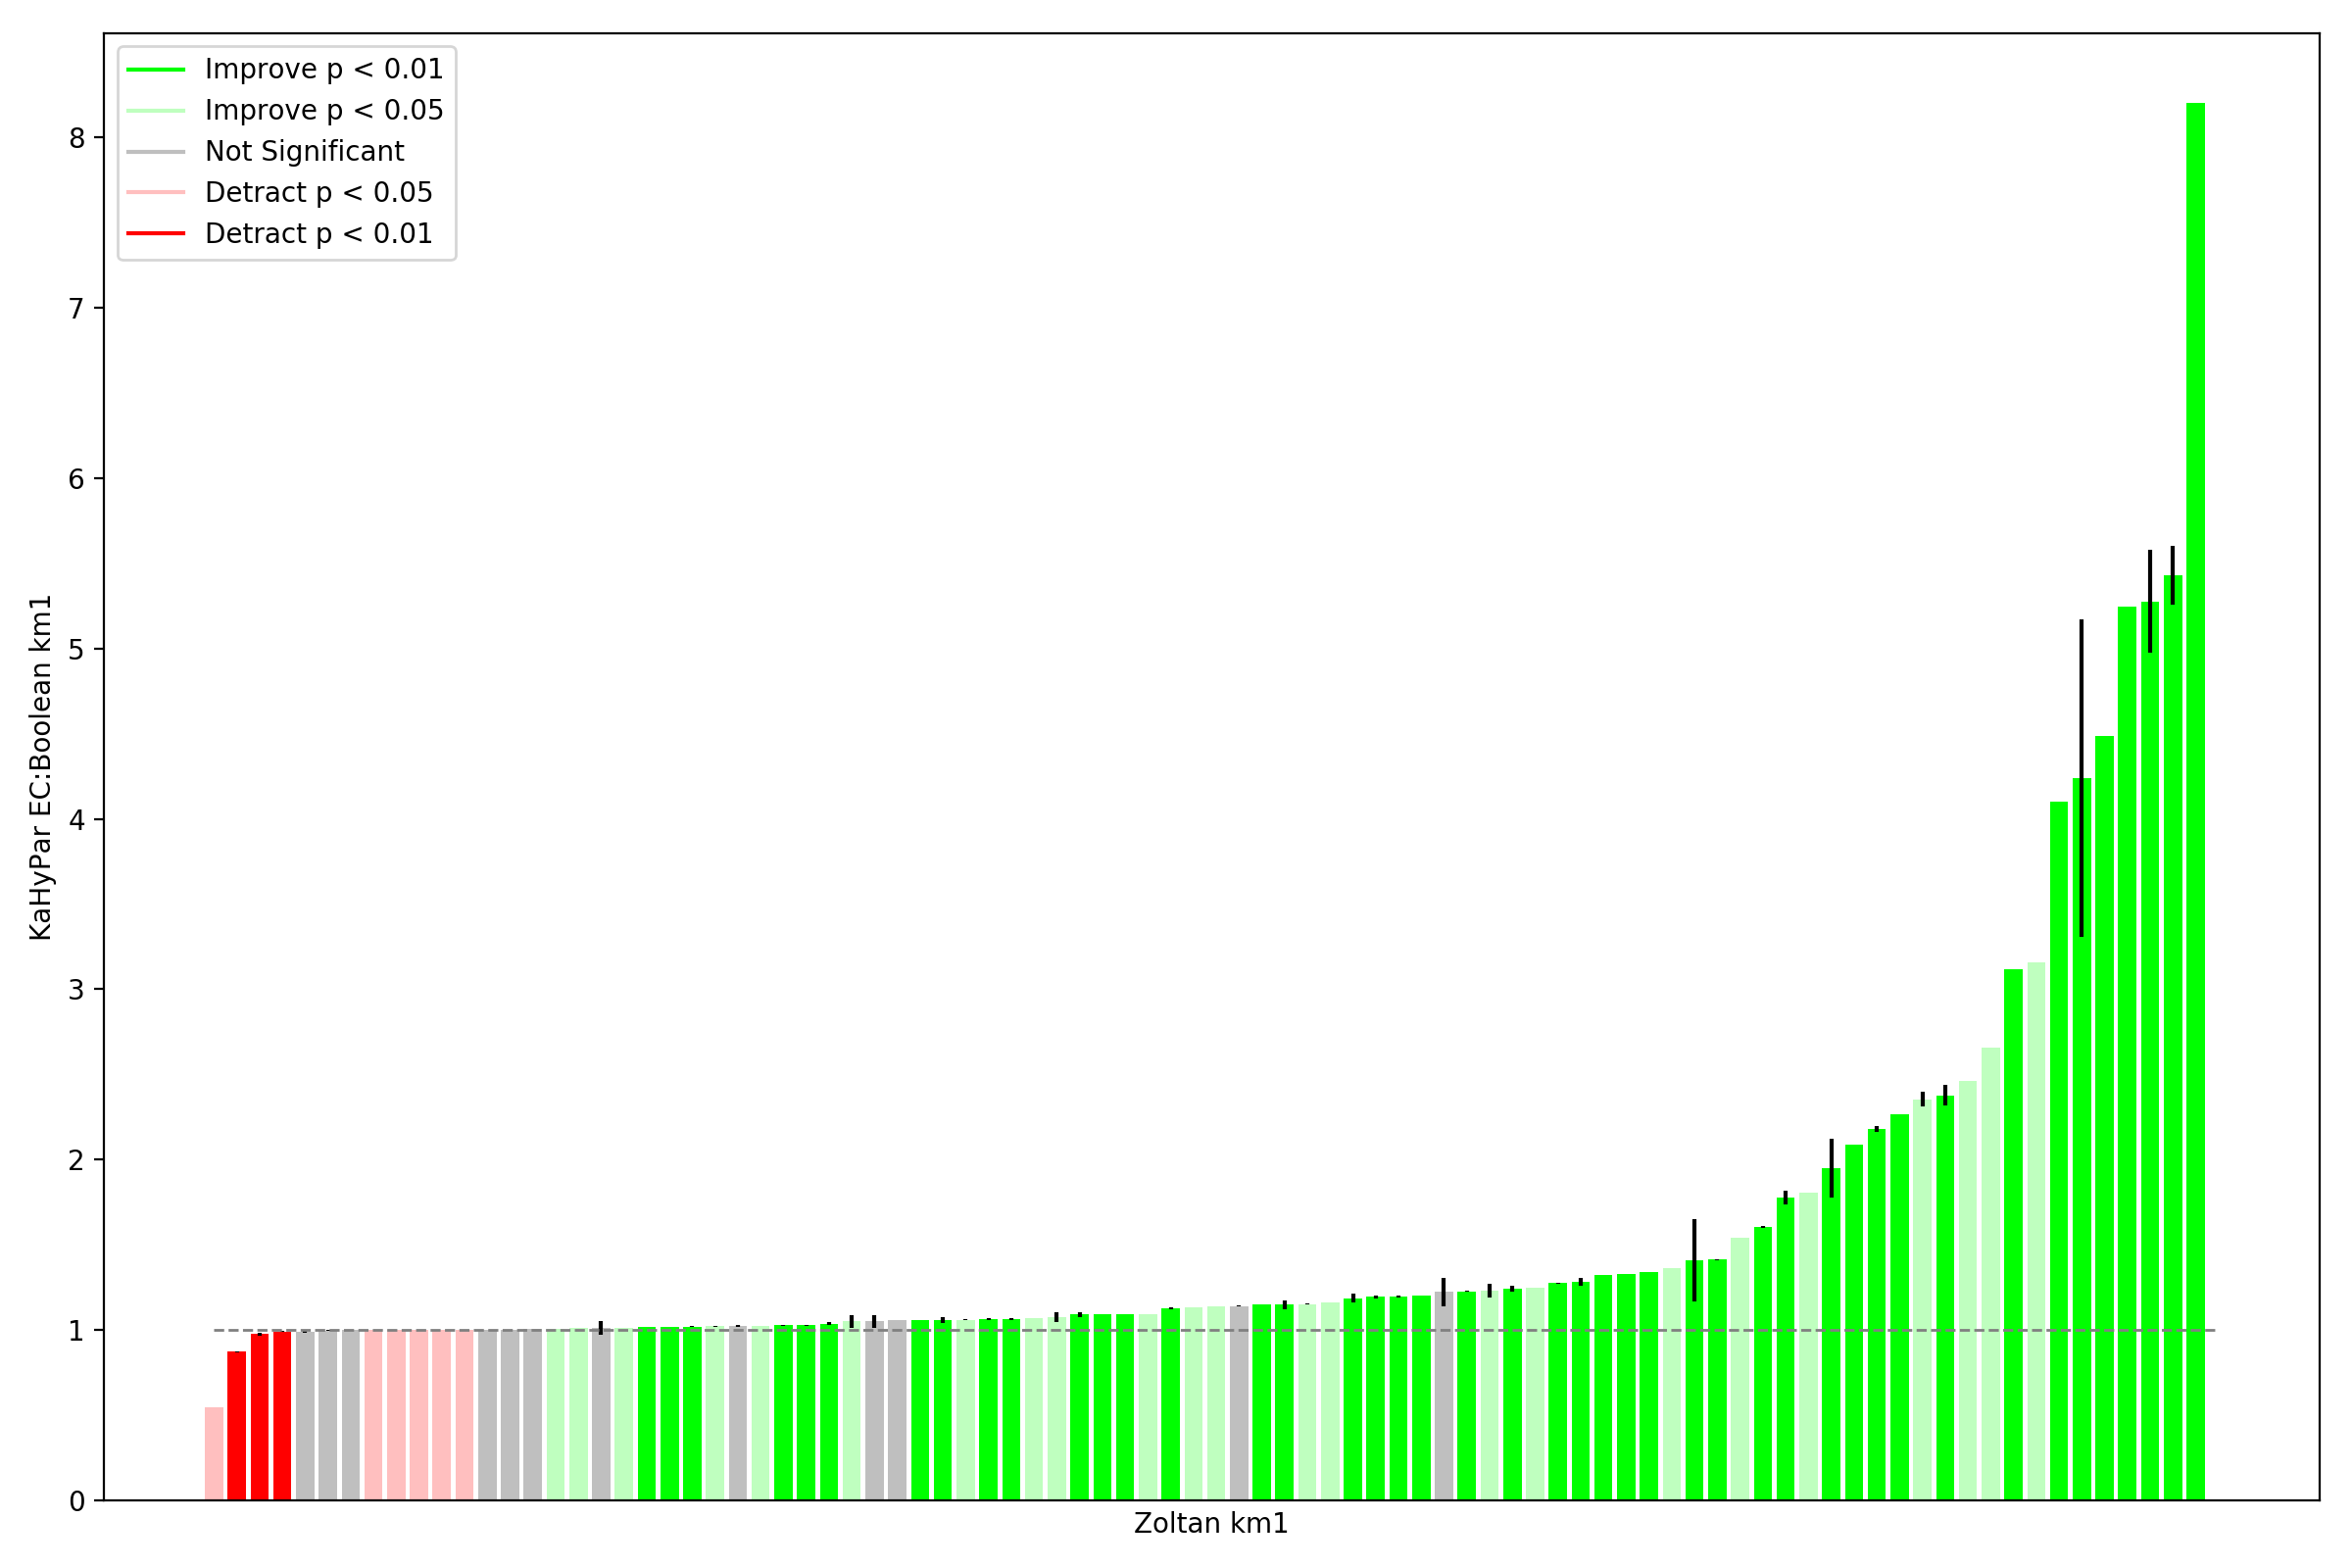 Improve p < 0.01
Improve p < 0.05
Not Significant
Detract p < 0.05
Detract p < 0.01
8
7
6
5
4
3
2
1
0
KaHyPar EC:Boolean km1
Zoltan km1